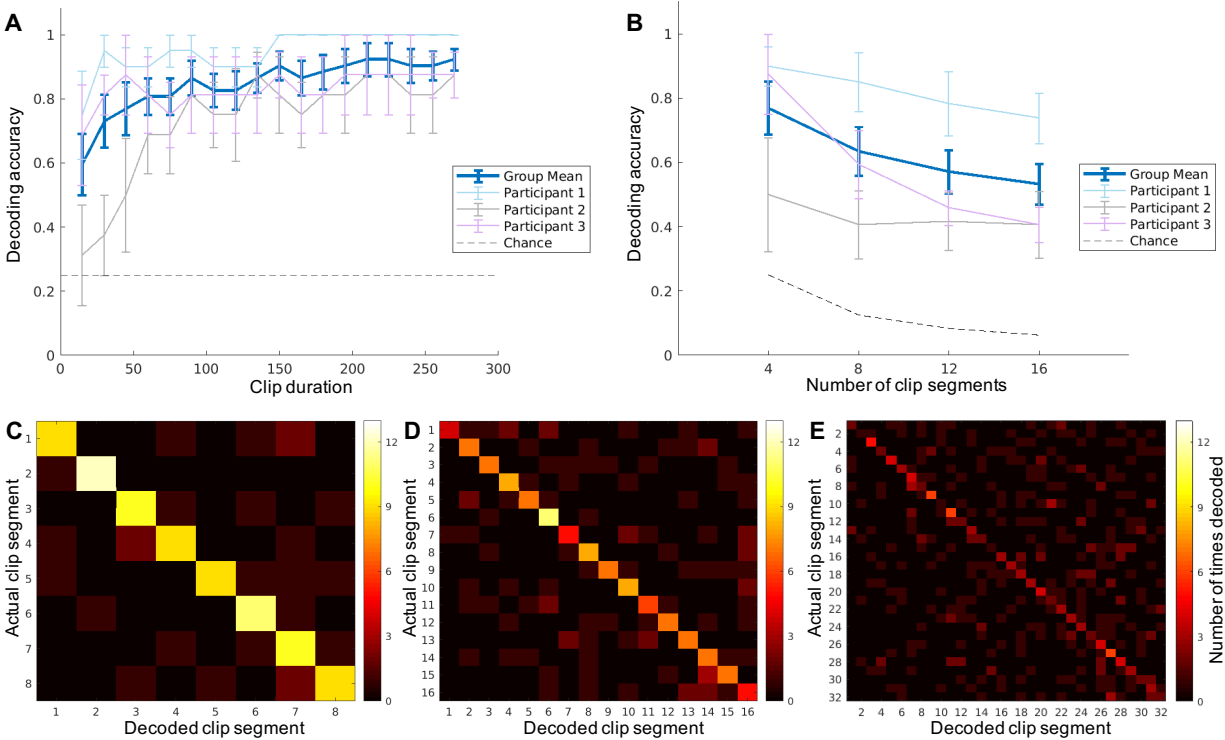 A
Decoding accuracy
1
0.8
0.6
0.4
0.2
0
0 50 100 150 200 250 300
Clip duration
Group Mean
Participant 1
Participant 2
Participant 3
Chance
B
Decoding accuracy
1
0.8
0.6
0.4
0.2
0
4 8 12 16
Number of clip segments
Group Mean
Participant 1
Participant 2
Participant 3
Chance
C
Actual clip segment
1
2
3
4
5
6
7
8
1 2 3 4 5 6 7 8
Decoded clip segment
12
9
6
3
0
D
1
2
3
4
5
6
7
8
9
10
11
12
13
14
15
16
1 2 3 4 5 6 7 8 9 10 11 12 13 14 15 16
Decoded clip segment
12
9
6
3
0
E
Actual clip segment
2
4
6
8
10
12
14
16
18
20
22
24
26
28
30
32
2 4 6 8 10 12 14 16 18 20 22 24 26 28 30 32
Decoded clip segment
12
9
6
3
0
Number of times decoded